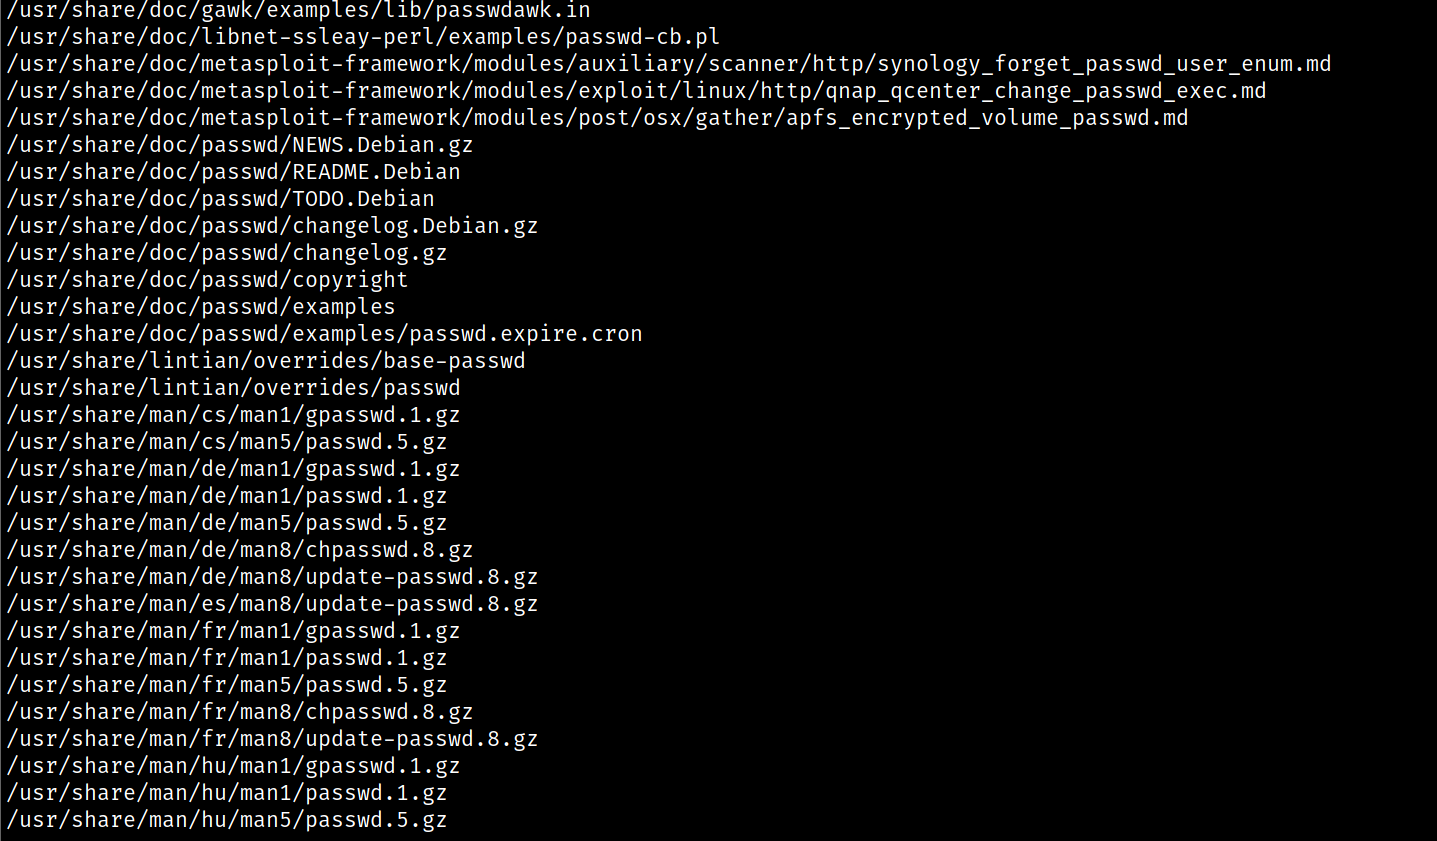 /usr/share/doc/gawk/examples/lib/passwdawk.in
/usr/share/doc/libnet-ssleay-perl/examples/passwd-cb.pl
/usr/share/doc/metasploit-framework/modules/auxiliary/scanner/http/synology_forget_passwd_user_enum.md
/usr/share/doc/metasploit-framework/modules/exploit/linux/http/qnap_qcenter_change_passwd_exec.md
/usr/share/doc/metasploit-framework/modules/post/osx/gather/apfs_encrypted_volume_passwd.md
/usr/share/doc/passwd/NEWS.Debian.gz
/usr/share/doc/passwd/README.Debian
/usr/share/doc/passwd/TODO.Debian
/usr/share/doc/passwd/changelog.Debian.gz
/usr/share/doc/passwd/changelog.gz
/usr/share/doc/passwd/copyright
/usr/share/doc/passwd/examples
/usr/share/doc/passwd/examples/passwd.expire.cron
/usr/share/lintian/overrides/base-passwd
/usr/share/lintian/overrides/passwd
/usr/share/man/cs/man1/gpasswd.1.gz
/usr/share/man/cs/man5/passwd.5.gz
/usr/share/man/de/man1/gpasswd.1.gz
/usr/share/man/de/man1/passwd.1.gz
/usr/share/man/de/man5/passwd.5.gz
/usr/share/man/de/man8/chpasswd.8.gz
/usr/share/man/de/man8/update-passwd.8.gz
/usr/share/man/es/man8/update-passwd.8.gz
/usr/share/man/fr/man1/gpasswd.1.gz
/usr/share/man/fr/man1/passwd.1.gz
/usr/share/man/fr/man5/passwd.5.gz
/usr/share/man/fr/man8/chpasswd.8.gz
/usr/share/man/fr/man8/update-passwd.8.gz
/usr/share/man/hu/man1/gpasswd.1.gz
/usr/share/man/hu/man1/passwd.1.gz
/usr/share/man/hu/man5/passwd.5.gz